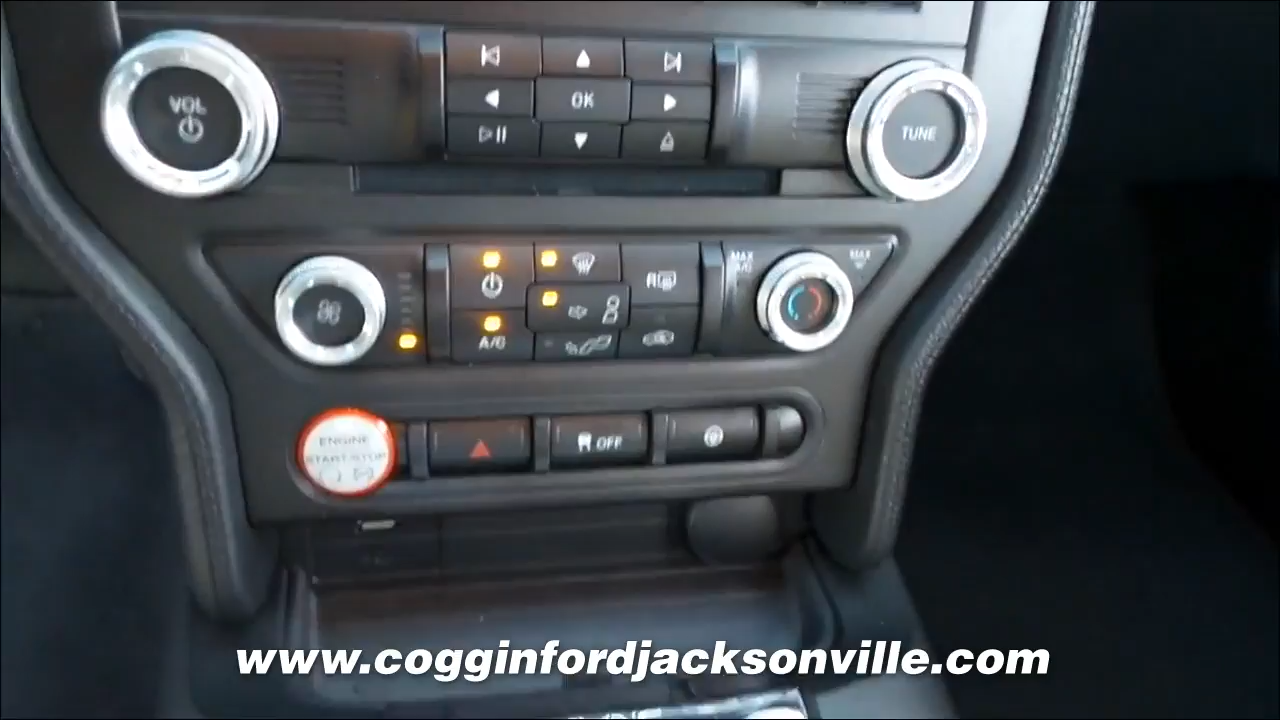 VOL
OK
TUNE
MAX
A/C
MAX
A/C
R
ENGINE
START STOP
OFF
www.cogginfordjacksonville.com